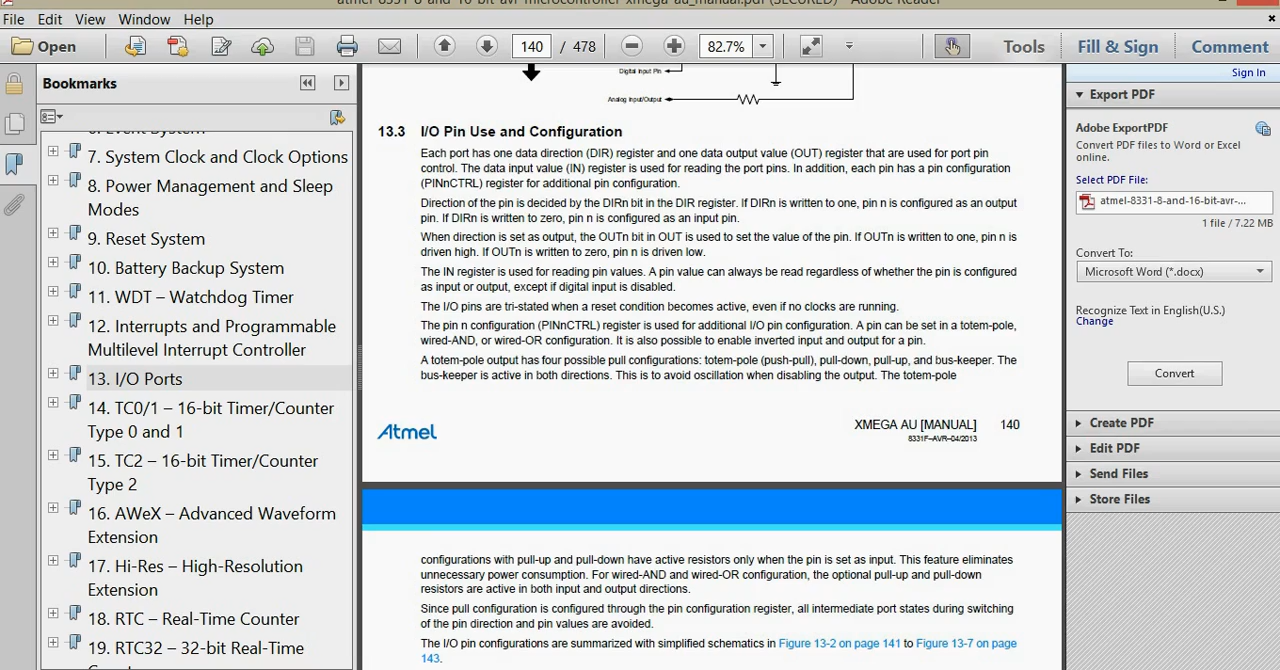 atmel-8331-8-and-16-bit-avr-microcontroller-xmega-au_manual.pdf (SECURED) - Adobe Reader
File Edit View Window Help
Open 140 / 478 82.7% Tools Fill & Sign Comment
Bookmarks
6. Event System
7. System Clock and Clock Options
8. Power Management and Sleep
Modes
9. Reset System
10. Battery Backup System
11. WDT – Watchdog Timer
12. Interrupts and Programmable
Multilevel Interrupt Controller
13. I/O Ports
14. TC0/1 – 16-bit Timer/Counter
Type 0 and 1
15. TC2 – 16-bit Timer/Counter
Type 2
16. AWeX – Advanced Waveform
Extension
17. Hi-Res – High-Resolution
Extension
18. RTC – Real-Time Counter
19. RTC32 – 32-bit Real-Time
Digital Input Pin
Analog Input/Output
13.3 I/O Pin Use and Configuration
Each port has one data direction (DIR) register and one data output value (OUT) register that are used for port pin
control. The data input value (IN) register is used for reading the port pins. In addition, each pin has a pin configuration
(PINnCTRL) register for additional pin configuration.
Direction of the pin is decided by the DIRn bit in the DIR register. If DIRn is written to one, pin n is configured as an output
pin. If DIRn is written to zero, pin n is configured as an input pin.
When direction is set as output, the OUTn bit in OUT is used to set the value of the pin. If OUTn is written to one, pin n is
driven high. If OUTn is written to zero, pin n is driven low.
The IN register is used for reading pin values. A pin value can always be read regardless of whether the pin is configured
as input or output, except if digital input is disabled.
The I/O pins are tri-stated when a reset condition becomes active, even if no clocks are running.
The pin n configuration (PINnCTRL) register is used for additional I/O pin configuration. A pin can be set in a totem-pole,
wired-AND, or wired-OR configuration. It is also possible to enable inverted input and output for a pin.
A totem-pole output has four possible pull configurations: totem-pole (push-pull), pull-down, pull-up, and bus-keeper. The
bus-keeper is active in both directions. This is to avoid oscillation when disabling the output. The totem-pole
Atmel
XMEGA AU [MANUAL] 140
8331F–AVR–04/2013
configurations with pull-up and pull-down have active resistors only when the pin is set as input. This feature eliminates
unnecessary power consumption. For wired-AND and wired-OR configuration, the optional pull-up and pull-down
resistors are active in both input and output directions.
Since pull configuration is configured through the pin configuration register, all intermediate port states during switching
of the pin direction and pin values are avoided.
The I/O pin configurations are summarized with simplified schematics in Figure 13-2 on page 141 to Figure 13-7 on page
143.
Sign In
Export PDF
Adobe ExportPDF
Convert PDF files to Word or Excel
online.
Select PDF File:
atmel-8331-8-and-16-bit-avr-...
1 file / 7.22 MB
Convert To:
Microsoft Word (*.docx)
Recognize Text in English(U.S.)
Change
Convert
Create PDF
Edit PDF
Send Files
Store Files